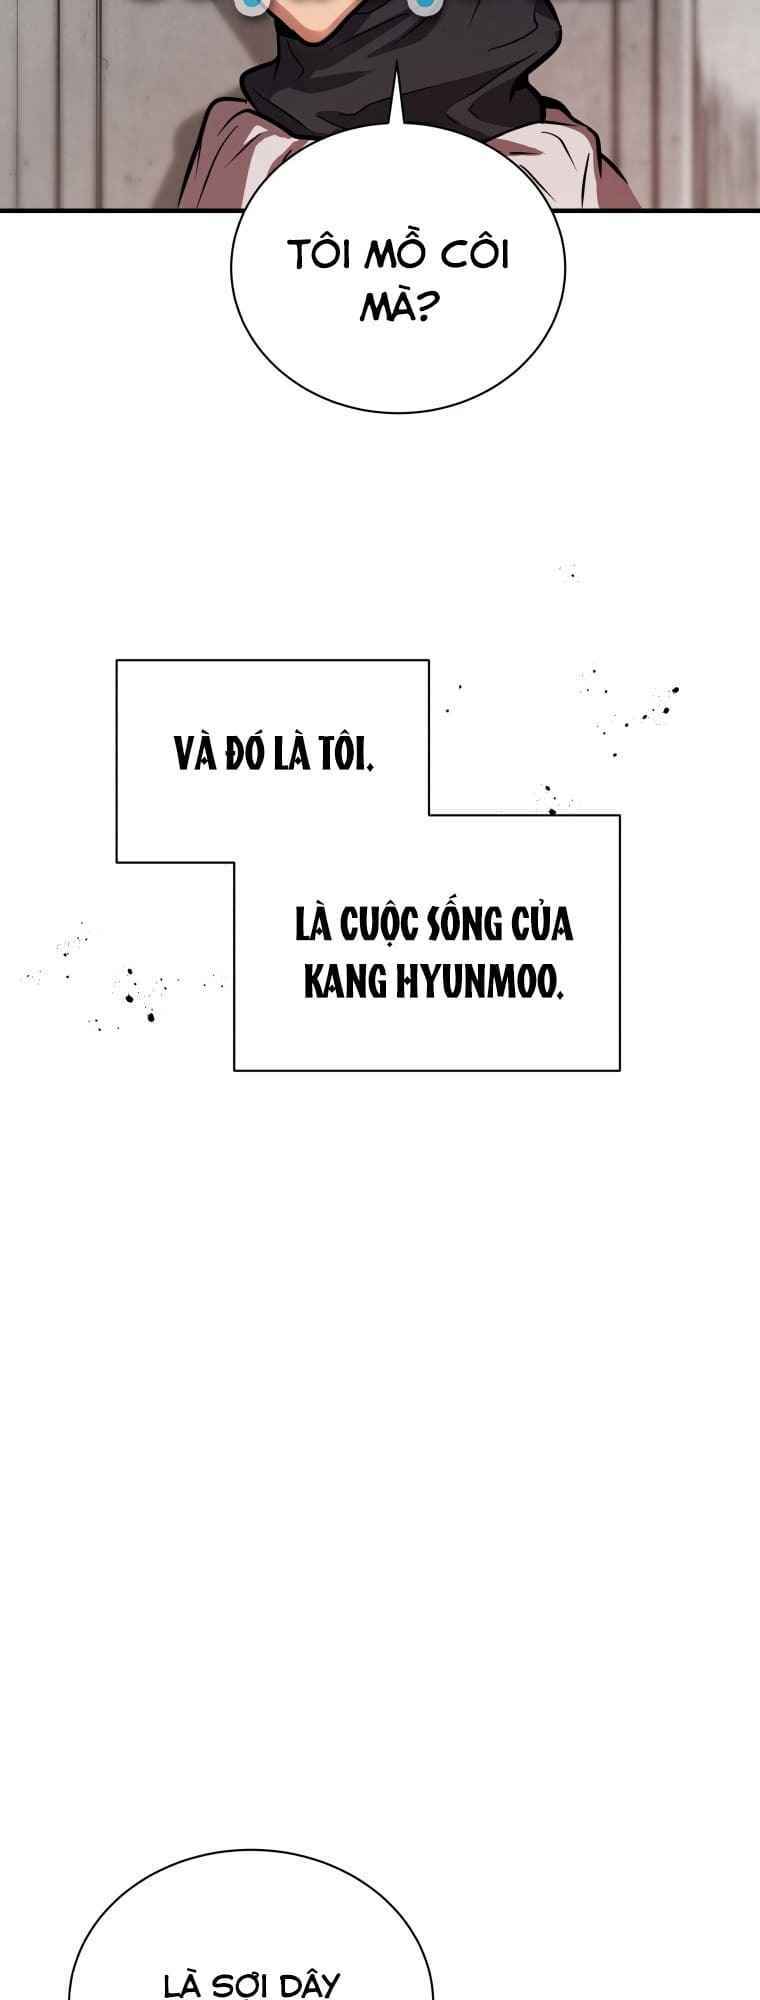 TÔI MỒ CÔI
MÀ?
VÀ ĐÓ LÀ TÔI.
LÀ CUỘC SỐNG CỦA
KANG HYUNMOO.
LÀ SỢI DÂY